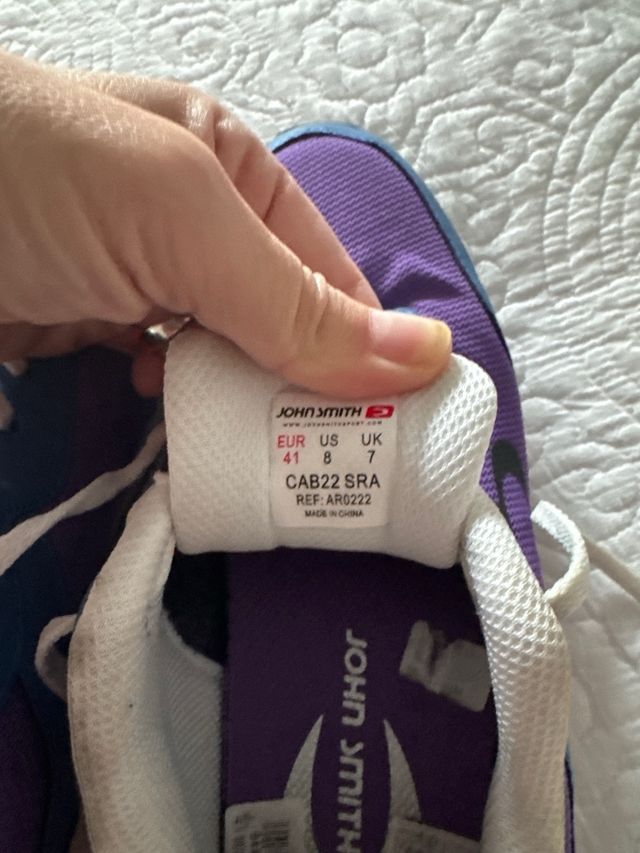 JOHN SMITH
WWW.JOHNSMITHSPORT.COM
EUR US UK
41 8 7
CAB22 SRA
REF: AR0222
MADE IN CHINA
JOHN SMITH